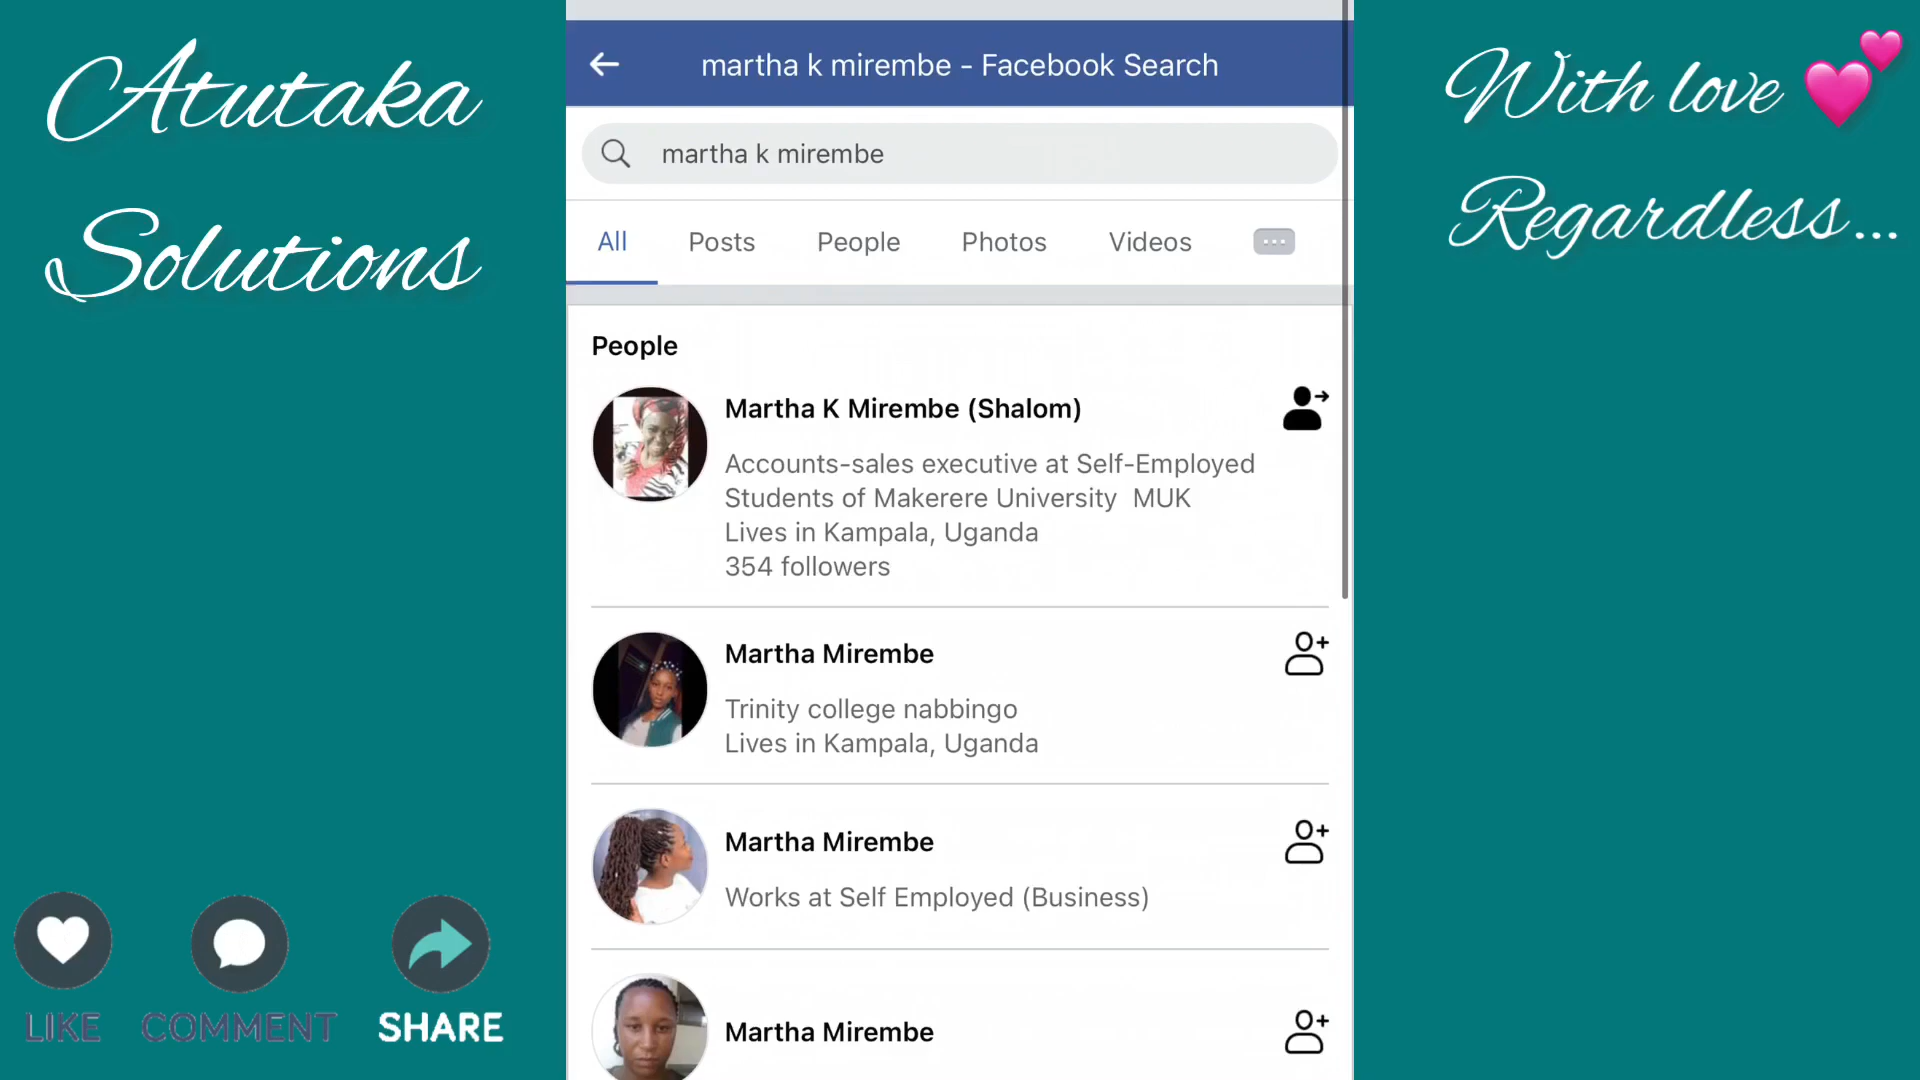 Atutaka
Solutions
martha k mirembe - Facebook Search
martha k mirembe
All Posts People Photos Videos
People
Martha K Mirembe (Shalom)
Accounts-sales executive at Self-Employed
Students of Makerere University MUK
Lives in Kampala, Uganda
354 followers
Martha Mirembe
Trinity college nabbingo
Lives in Kampala, Uganda
Martha Mirembe
Works at Self Employed (Business)
Martha Mirembe
With love 💕
Regardless...
LIKE COMMENT SHARE